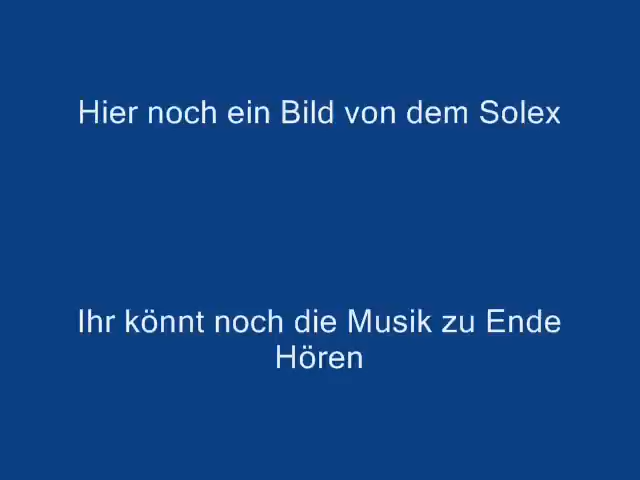 Hier noch ein Bild von dem Solex
Ihr könnt noch die Musik zu Ende
Hören